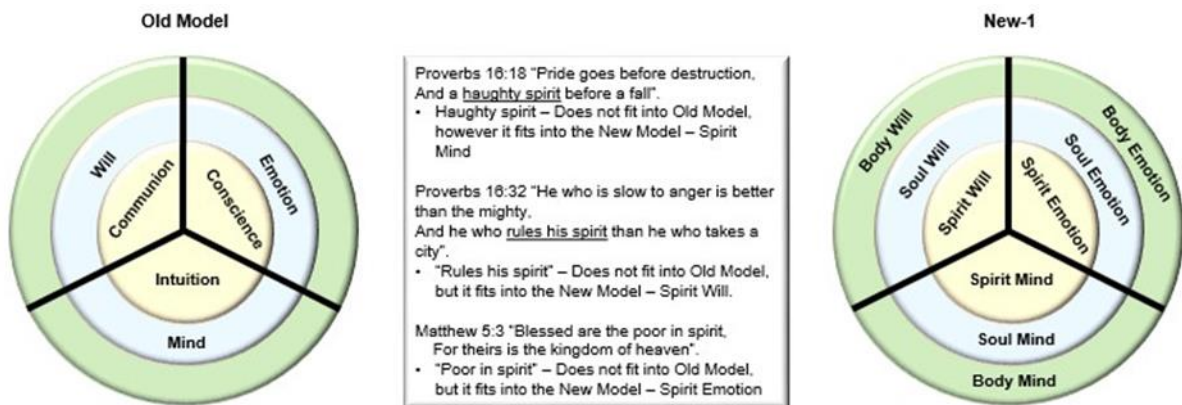 Old Model
Will
Emotion
Communion
Conscience
Intuition
Mind
Proverbs 16:18 “Pride goes before destruction,
And a haughty spirit before a fall”.
• Haughty spirit – Does not fit into Old Model,
however it fits into the New Model – Spirit
Mind
Proverbs 16:32 “He who is slow to anger is better
than the mighty,
And he who rules his spirit than he who takes a
city”.
• “Rules his spirit” – Does not fit into Old Model,
but it fits into the New Model – Spirit Will.
Matthew 5:3 “Blessed are the poor in spirit,
For theirs is the kingdom of heaven”.
• “Poor in spirit” – Does not fit into Old Model,
but it fits into the New Model – Spirit Emotion
New-1
Body Will
Body Emotion
Soul Will
Soul Emotion
Spirit Will
Spirit Emotion
Spirit Mind
Soul Mind
Body Mind